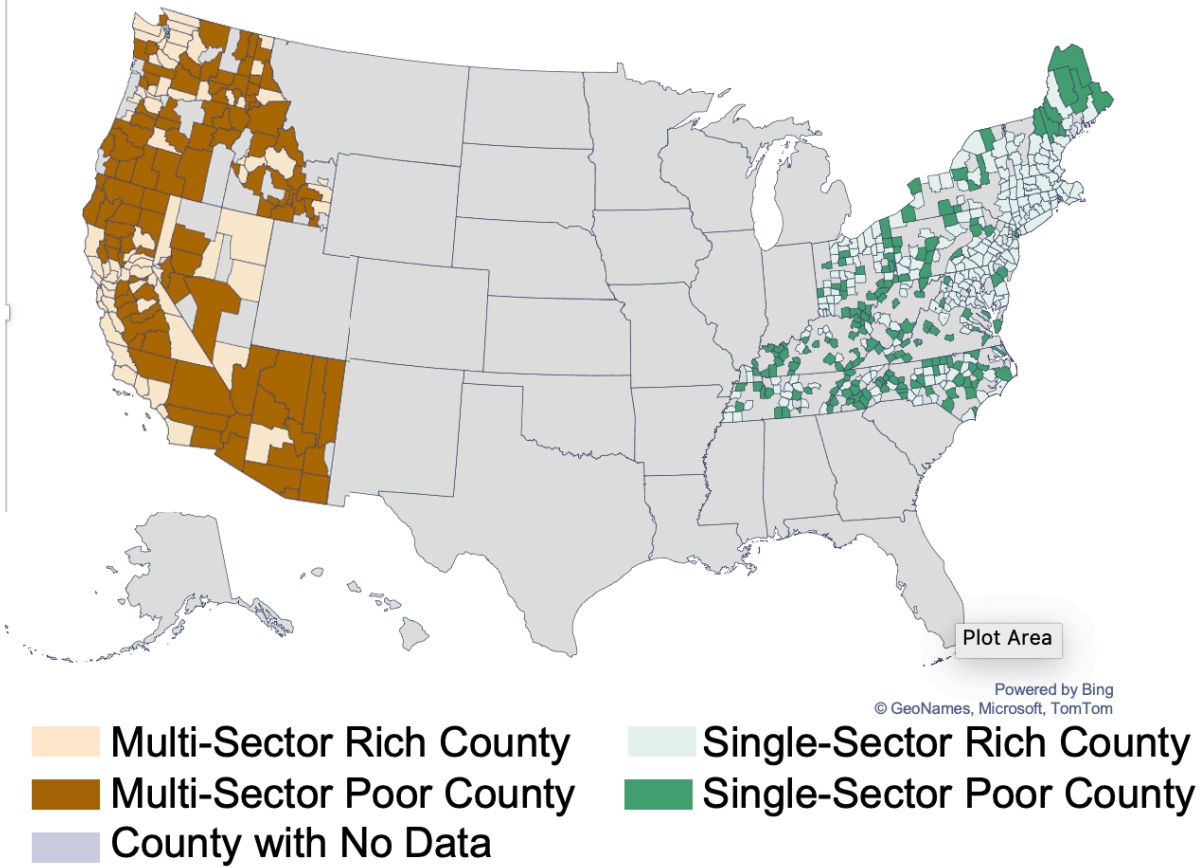 Plot Area
Powered by Bing
© GeoNames, Microsoft, TomTom
Multi-Sector Rich County
Single-Sector Rich County
Multi-Sector Poor County
Single-Sector Poor County
County with No Data